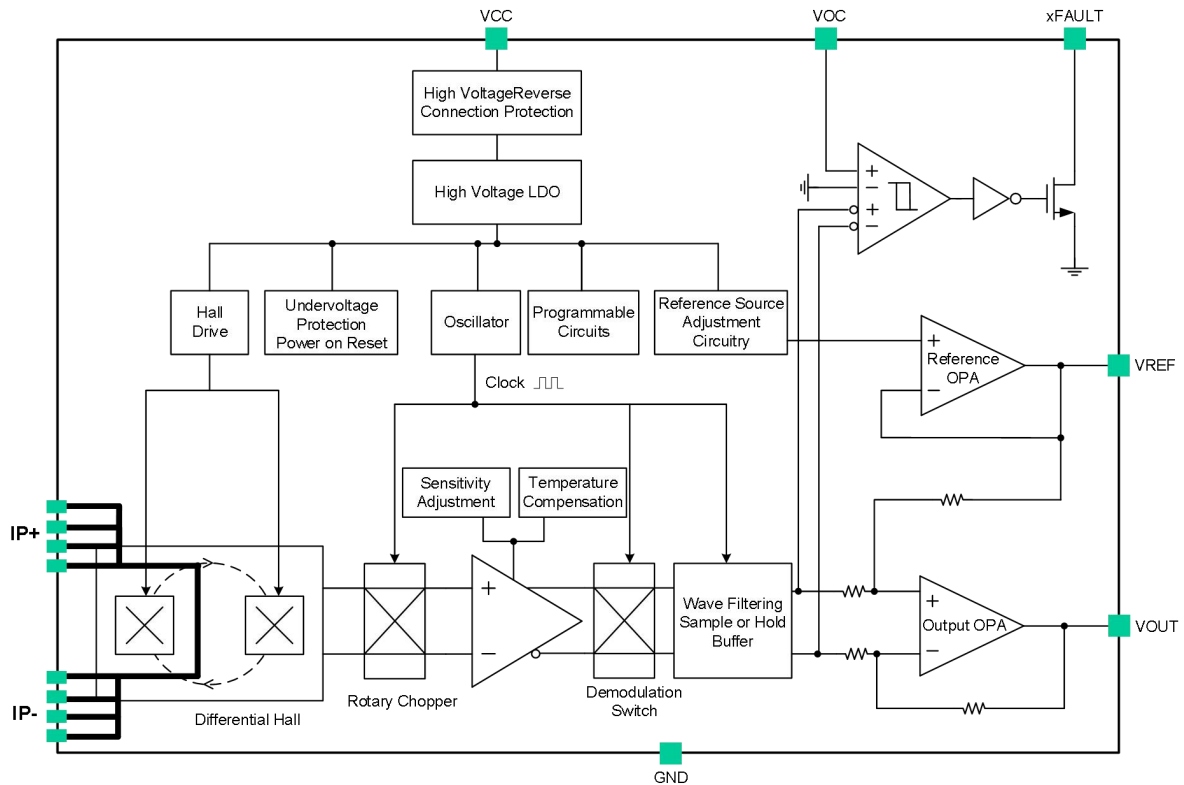 VCC
VOC
xFAULT
High VoltageReverse
Connection Protection
High Voltage LDO
+
−
+
−
Hall
Drive
Undervoltage
Protection
Power on Reset
Oscillator
Programmable
Circuits
Reference Source
Adjustment
Circuitry
+
Reference
OPA
−
VREF
Clock
Sensitivity
Adjustment
Temperature
Compensation
IP+
+
−
Wave Filtering
Sample or Hold
Buffer
+
Output OPA
−
VOUT
Rotary Chopper
Demodulation
Switch
IP-
Differential Hall
GND